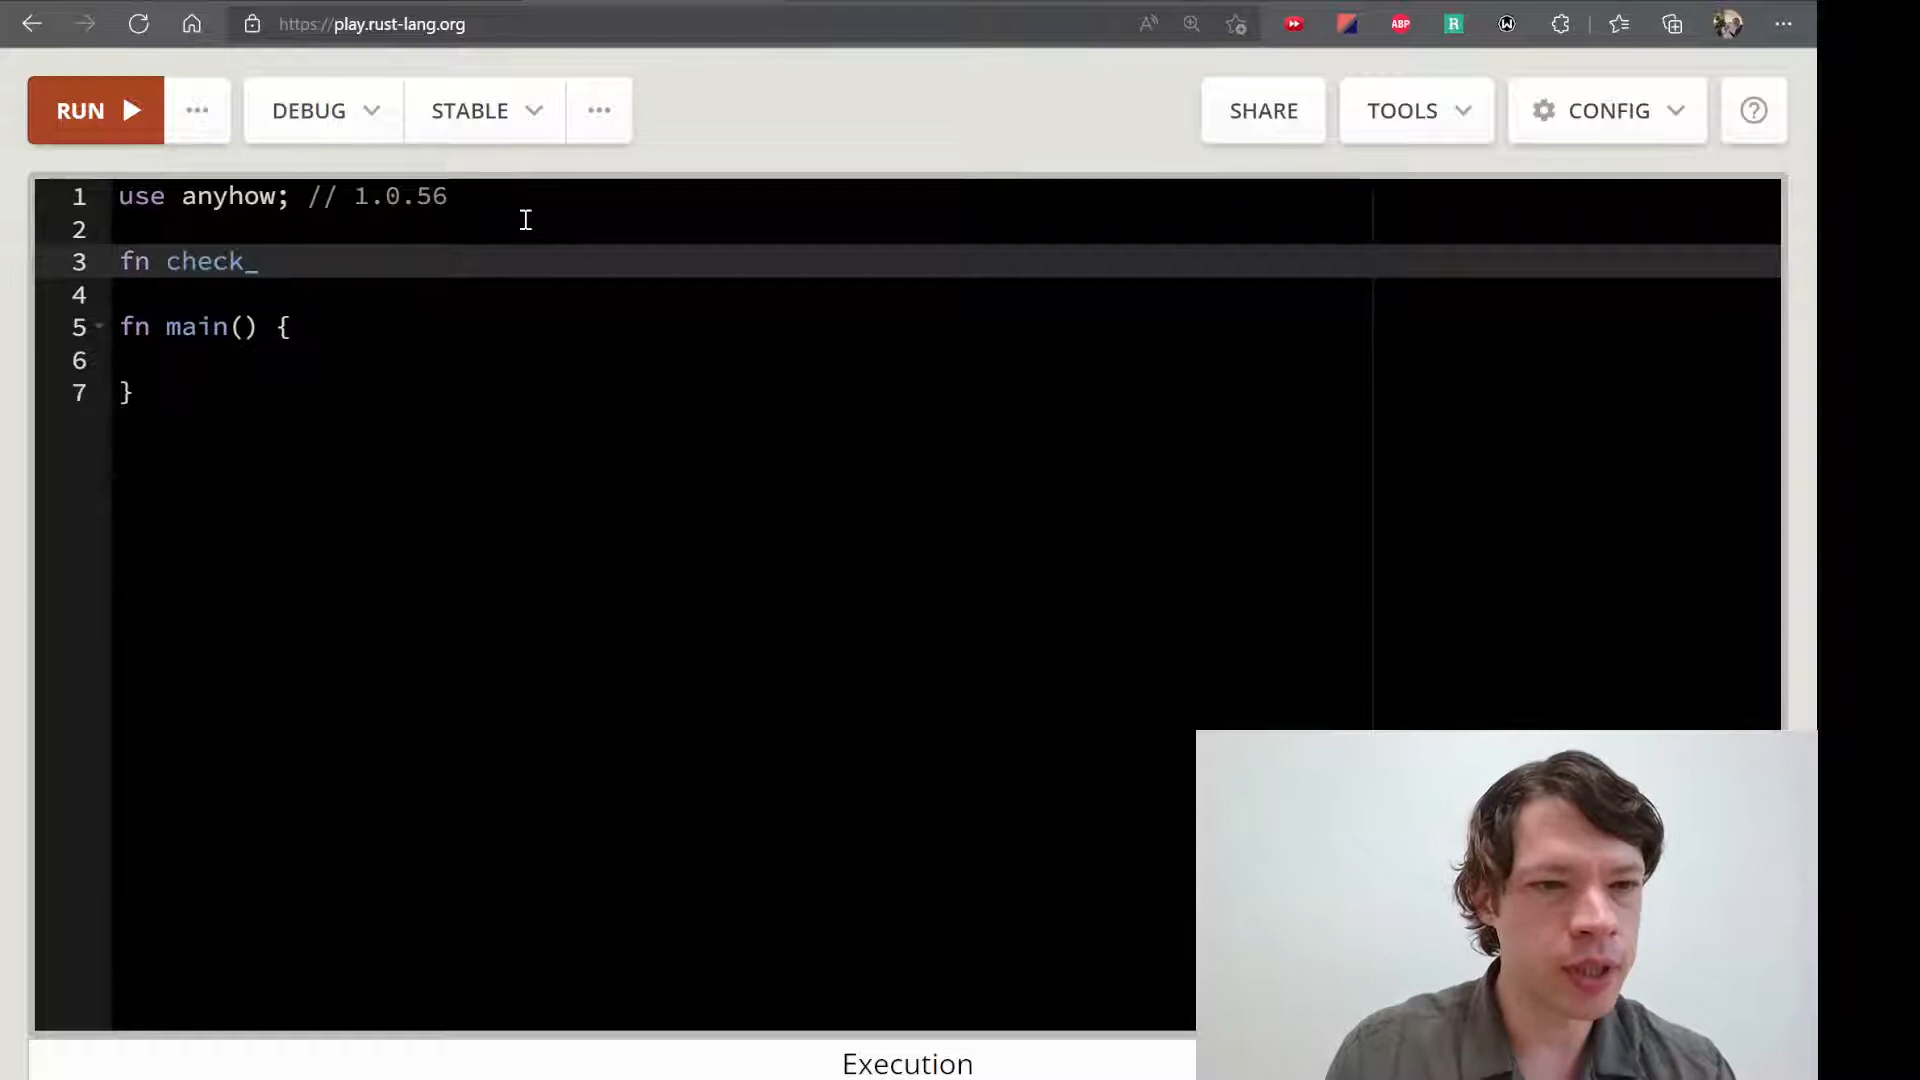 https://play.rust-lang.org
ABP
R
RUN
DEBUG
STABLE
SHARE
TOOLS
CONFIG
1 use anyhow; // 1.0.56
2
3 fn check_
4
5 fn main() {
6
7 }
Execution